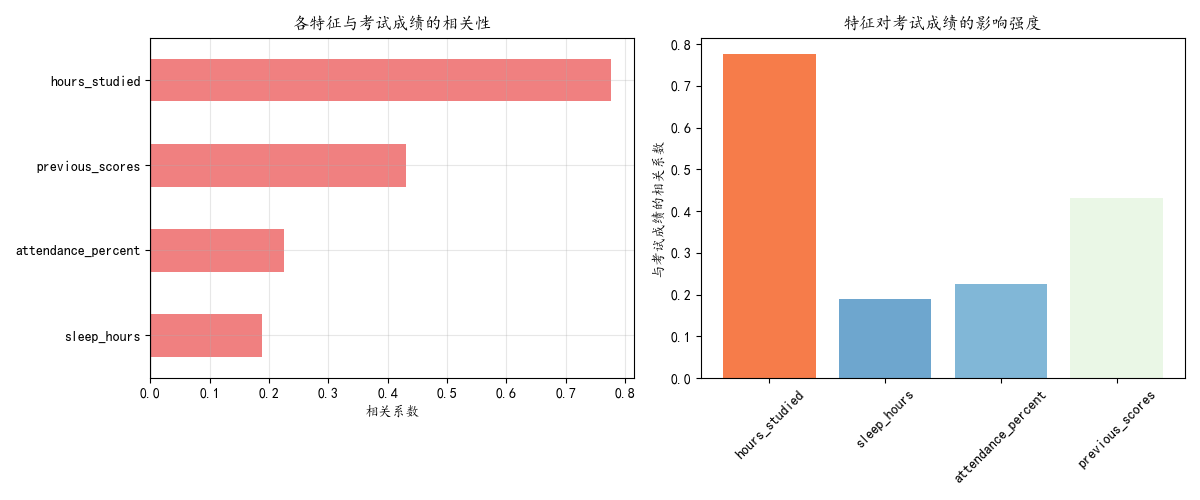 各特征与考试成绩的相关性
hours_studied
previous_scores
attendance_percent
sleep_hours
0.0 0.1 0.2 0.3 0.4 0.5 0.6 0.7 0.8
相关系数
特征对考试成绩的影响强度
与考试成绩的相关系数
0.8
0.7
0.6
0.5
0.4
0.3
0.2
0.1
0.0
hours_studied
sleep_hours
attendance_percent
previous_scores